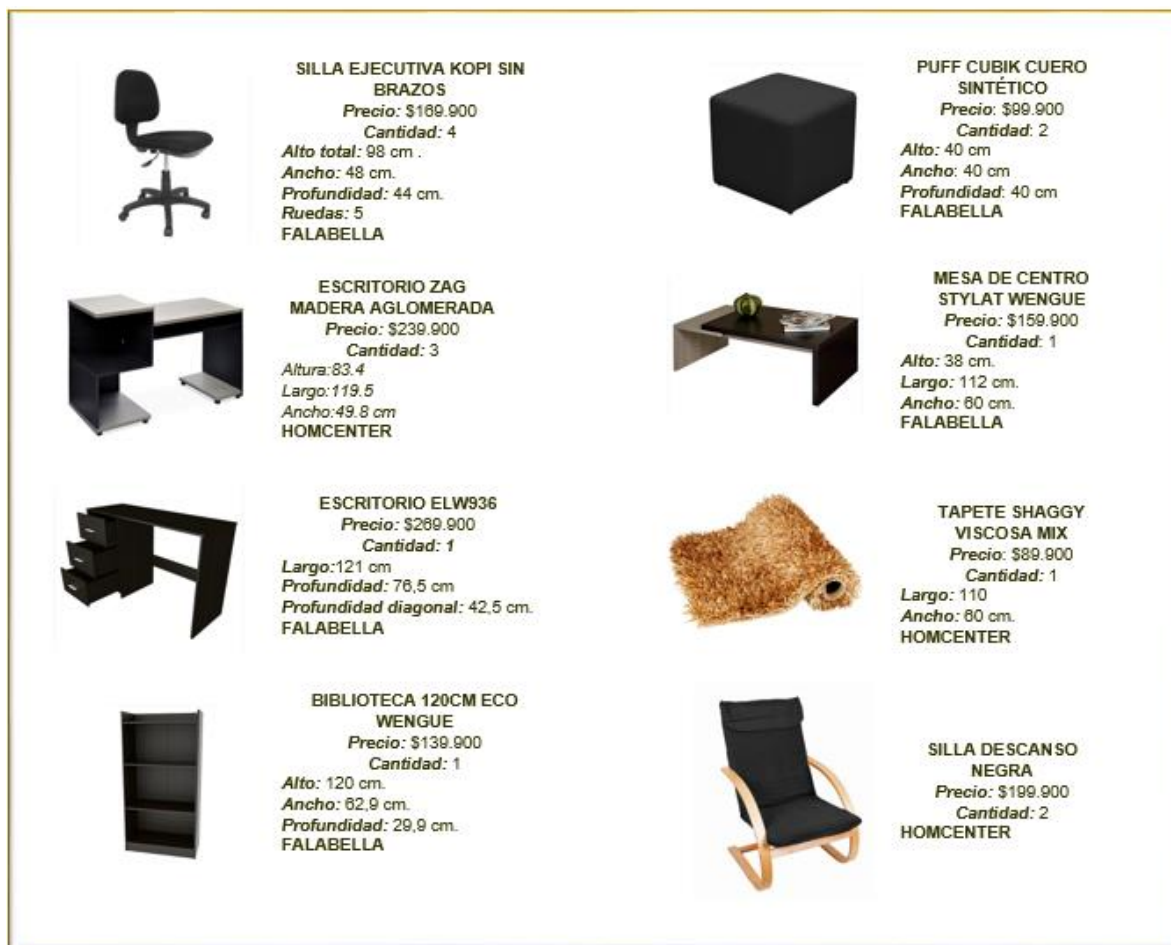 SILLA EJECUTIVA KOPI SIN
BRAZOS
Precio: $169.900
Cantidad: 4
Alto total: 98 cm .
Ancho: 48 cm.
Profundidad: 44 cm.
Ruedas: 5
FALABELLA
ESCRITORIO ZAG
MADERA AGLOMERADA
Precio: $239.900
Cantidad: 3
Altura:83.4
Largo:119.5
Ancho:49.8 cm
HOMCENTER
ESCRITORIO ELW936
Precio: $269.900
Cantidad: 1
Largo:121 cm
Profundidad: 76,5 cm
Profundidad diagonal: 42,5 cm.
FALABELLA
BIBLIOTECA 120CM ECO
WENGUE
Precio: $139.900
Cantidad: 1
Alto: 120 cm.
Ancho: 62,9 cm.
Profundidad: 29,9 cm.
FALABELLA
PUFF CUBIK CUERO
SINTÉTICO
Precio: $99.900
Cantidad: 2
Alto: 40 cm
Ancho: 40 cm
Profundidad: 40 cm
FALABELLA
MESA DE CENTRO
STYLAT WENGUE
Precio: $159.900
Cantidad: 1
Alto: 38 cm.
Largo: 112 cm.
Ancho: 60 cm.
FALABELLA
TAPETE SHAGGY
VISCOSA MIX
Precio: $89.900
Cantidad: 1
Largo: 110
Ancho: 60 cm.
HOMCENTER
SILLA DESCANSO
NEGRA
Precio: $199.900
Cantidad: 2
HOMCENTER